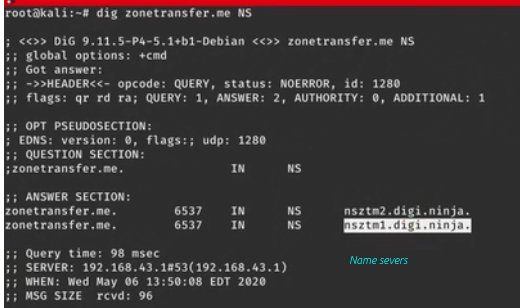 root@kali:~# dig zonetransfer.me NS
; <<>> DiG 9.11.5-P4-5.1+b1-Debian <<>> zonetransfer.me NS
;; global options: +cmd
;; Got answer:
;; ->>HEADER<<- opcode: QUERY, status: NOERROR, id: 1280
;; flags: qr rd ra; QUERY: 1, ANSWER: 2, AUTHORITY: 0, ADDITIONAL: 1
;; OPT PSEUDOSECTION:
; EDNS: version: 0, flags:; udp: 1280
;; QUESTION SECTION:
;zonetransfer.me. IN NS
;; ANSWER SECTION:
zonetransfer.me. 6537 IN NS nsztm2.digi.ninja.
zonetransfer.me. 6537 IN NS nsztm1.digi.ninja.
;; Query time: 98 msec
Name severs
;; SERVER: 192.168.43.1#53(192.168.43.1)
;; WHEN: Wed May 06 13:50:08 EDT 2020
;; MSG SIZE rcvd: 96